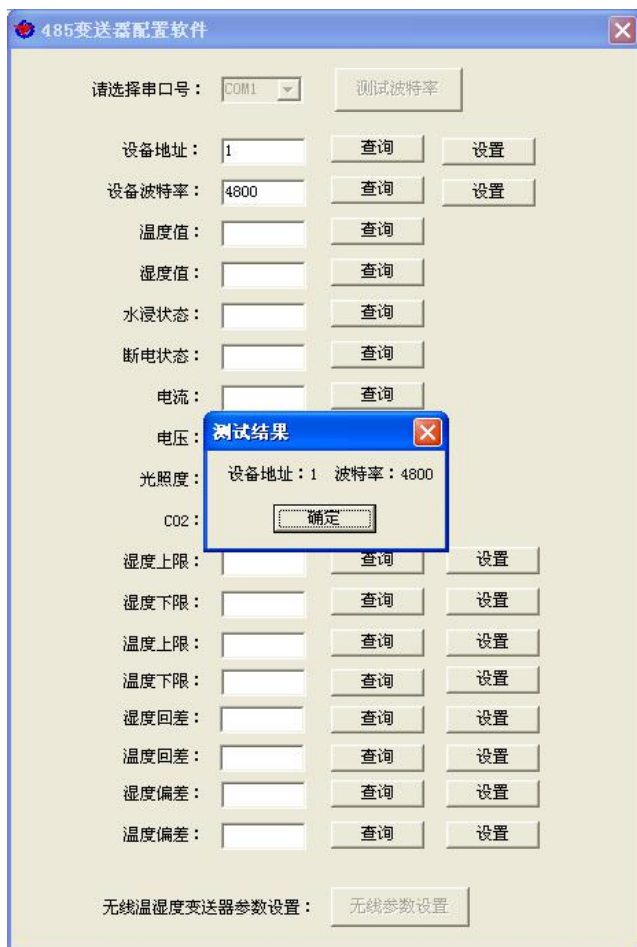 485变送器配置软件
请选择串口号： COM1 测试波特率
设备地址： 1 查询 设置
设备波特率： 4800 查询 设置
温度值： 查询
湿度值： 查询
水浸状态： 查询
断电状态： 查询
电流： 查询
电压：
测试结果
光照度：
设备地址：1 波特率：4800
CO2：
确定
湿度上限： 查询 设置
湿度下限： 查询 设置
温度上限： 查询 设置
温度下限： 查询 设置
湿度回差： 查询 设置
温度回差： 查询 设置
湿度偏差： 查询 设置
温度偏差： 查询 设置
无线温湿度变送器参数设置： 无线参数设置